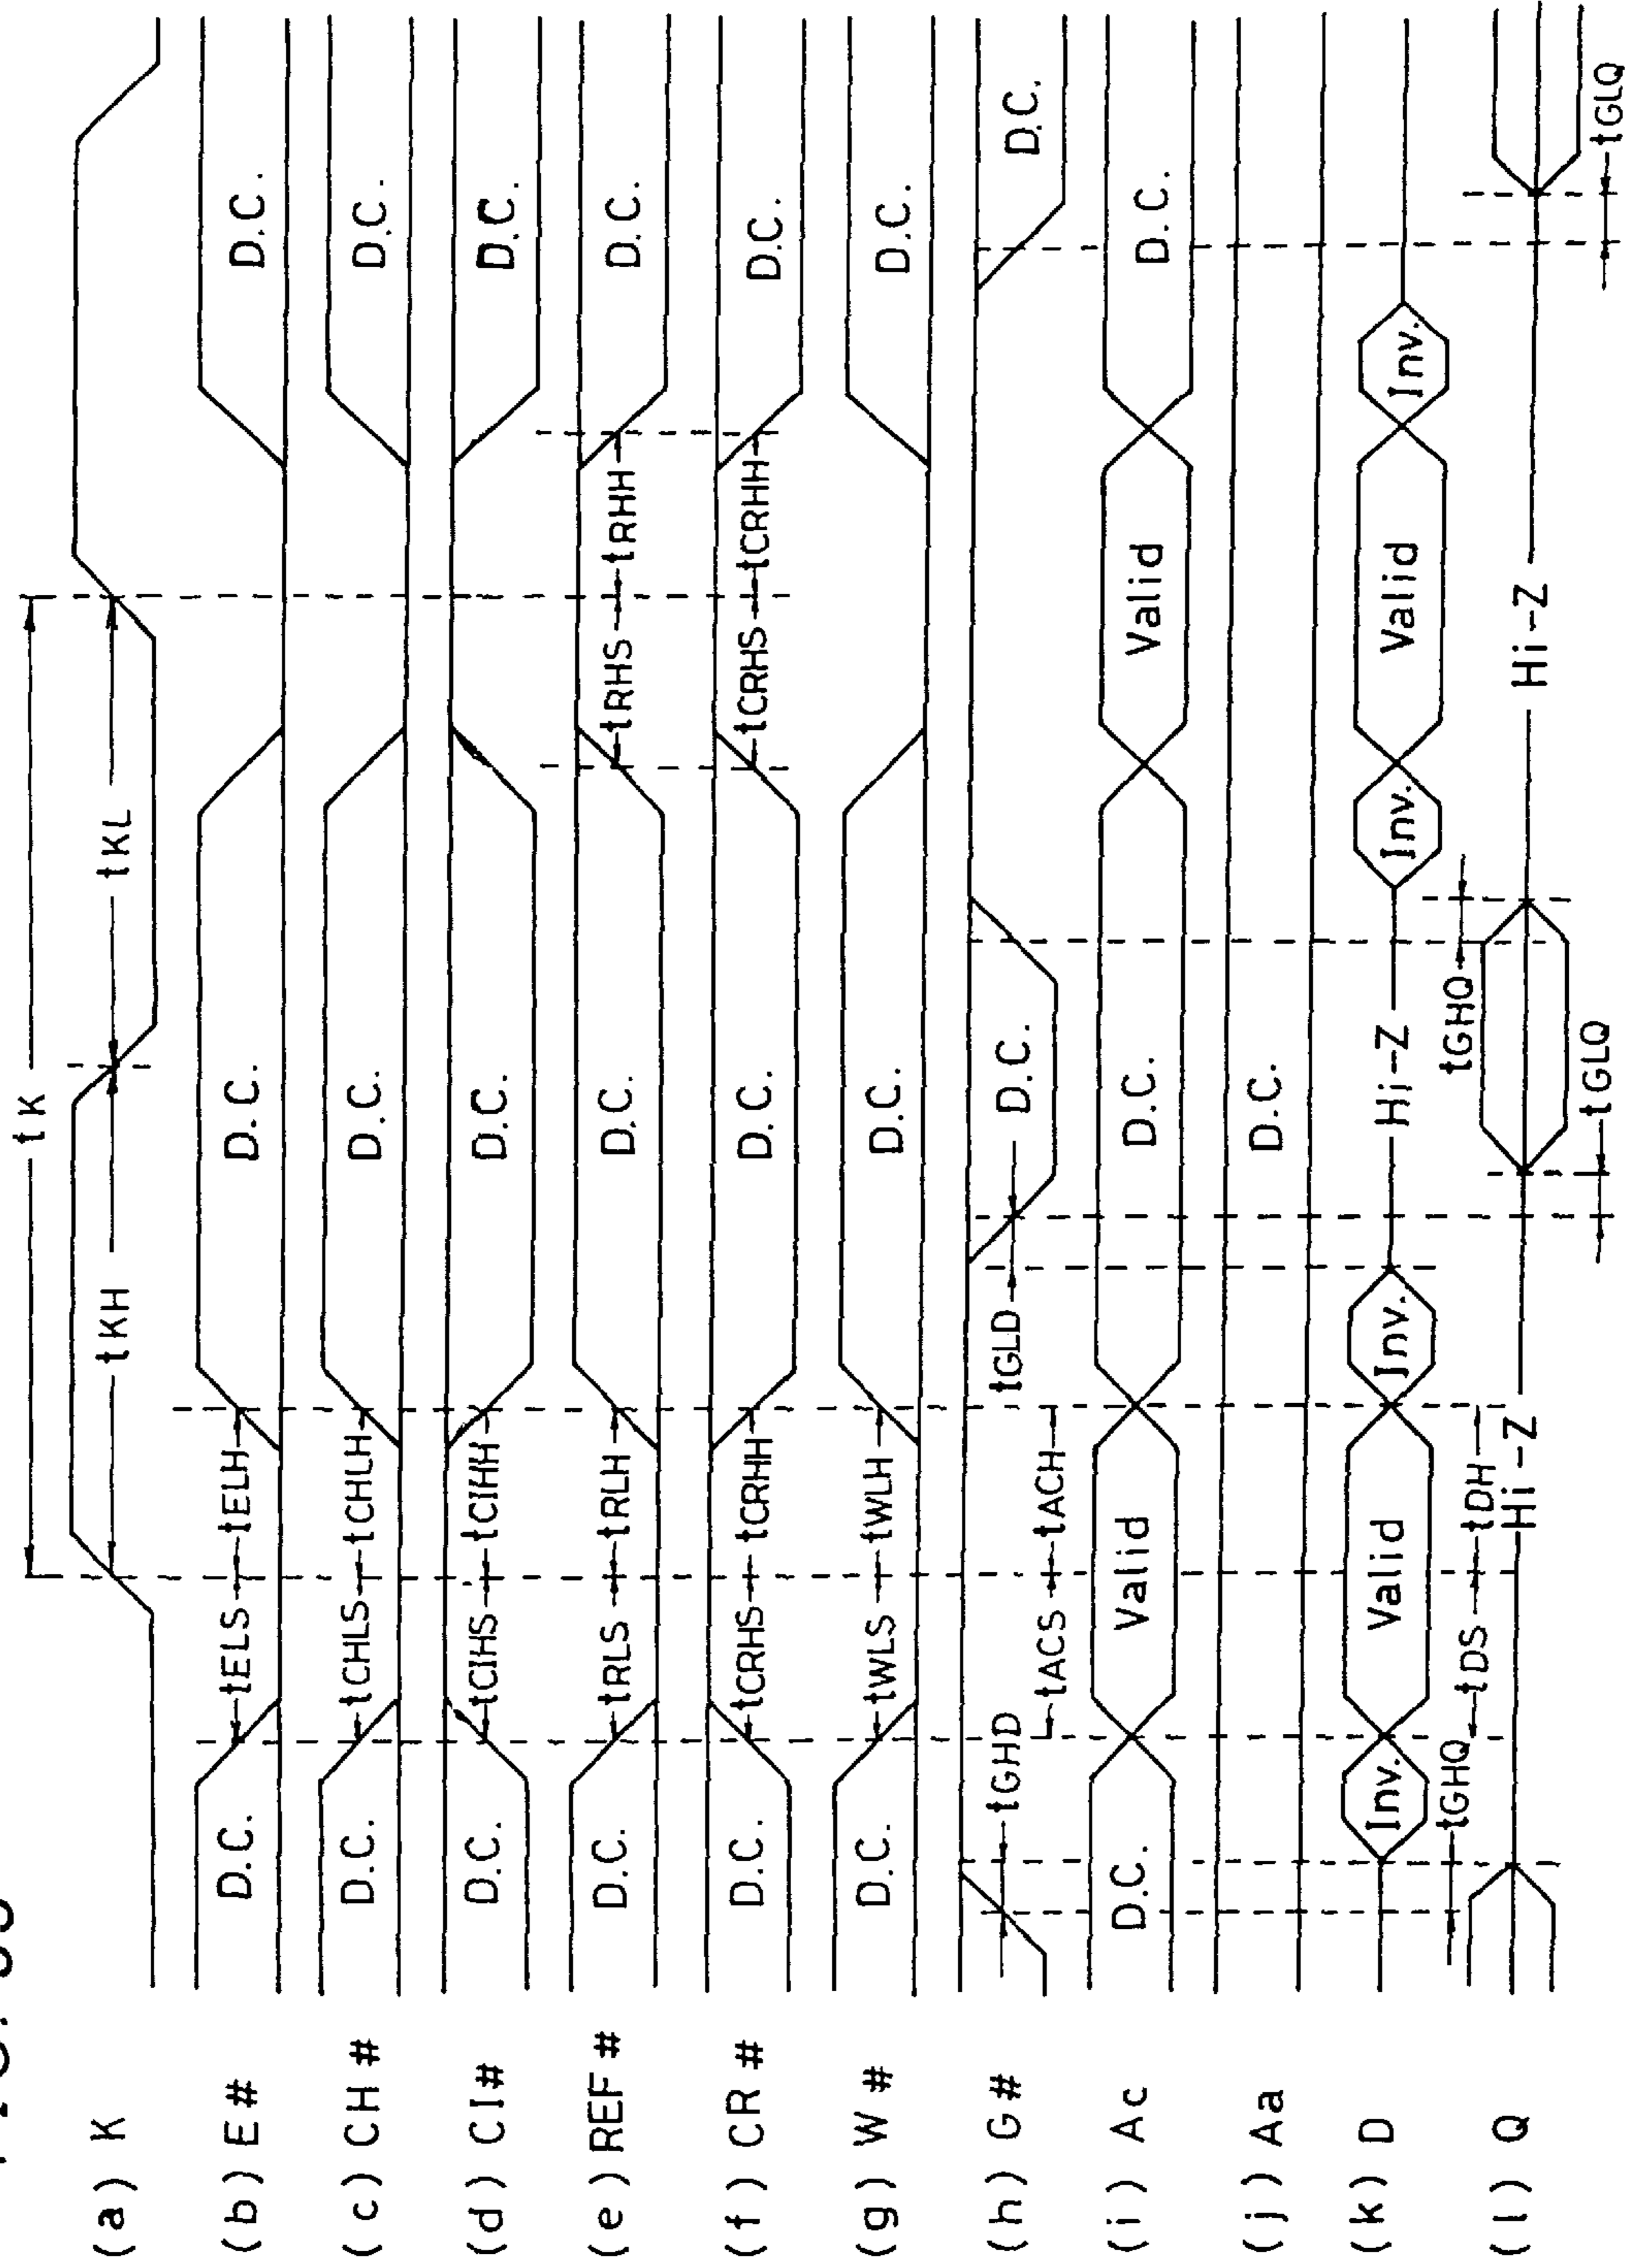 tK
(a) K tKH tKL
(b) E# D.C. tELS tELH D.C. D.C.
(c) CH# D.C. tCHLS tCHLH D.C. D.C.
(d) CI# D.C. tCIHS tCIHH D.C. D.C.
(e) REF# D.C. tRLS tRLH D.C. tRHS tRHH D.C.
(f) CR# D.C. tCRHS tCRHH D.C. tCRHS tCRHH D.C.
(g) W# D.C. tWLS tWLH D.C. D.C.
(h) G# tGHD tGLD D.C. D.C.
tACS tACH
(i) Ac D.C. Valid D.C. Valid D.C.
(j) Aa D.C.
(k) D Inv. Valid Inv. Hi-Z Inv. Valid Inv.
tGHQ tDS tDH tGHQ
(l) Q Hi-Z Hi-Z
tGLQ tGLQ